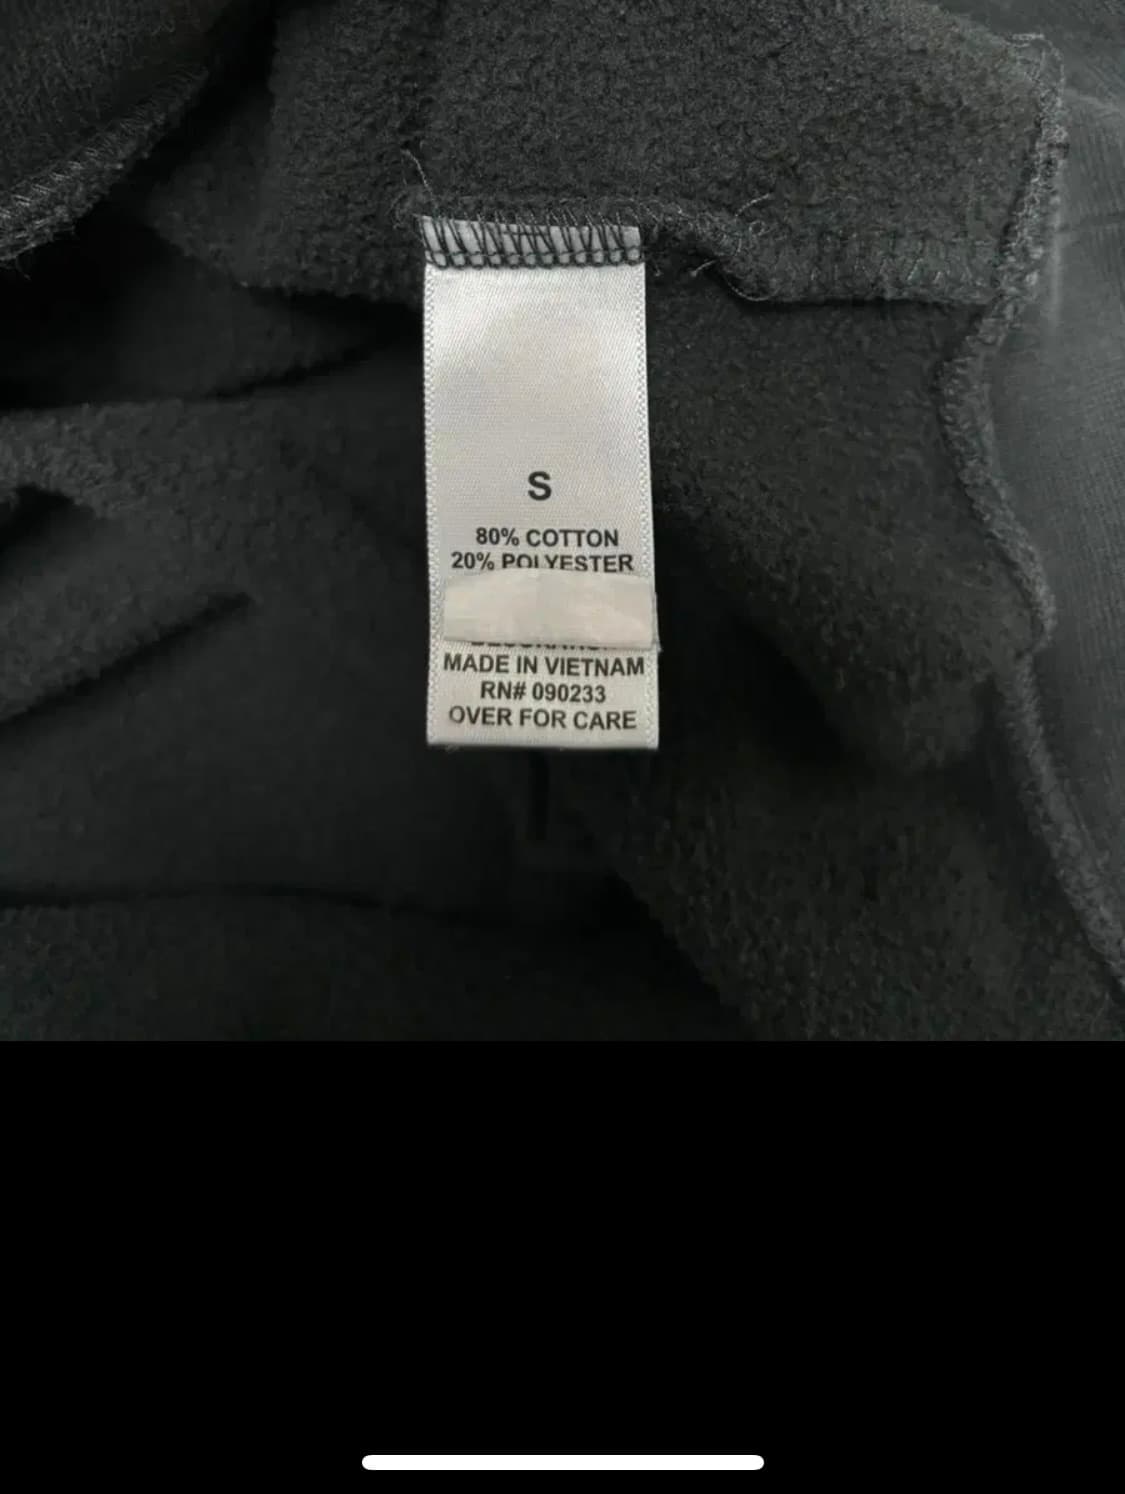 S
80% COTTON
20% POLYESTER
MADE IN VIETNAM
RN# 090233
OVER FOR CARE